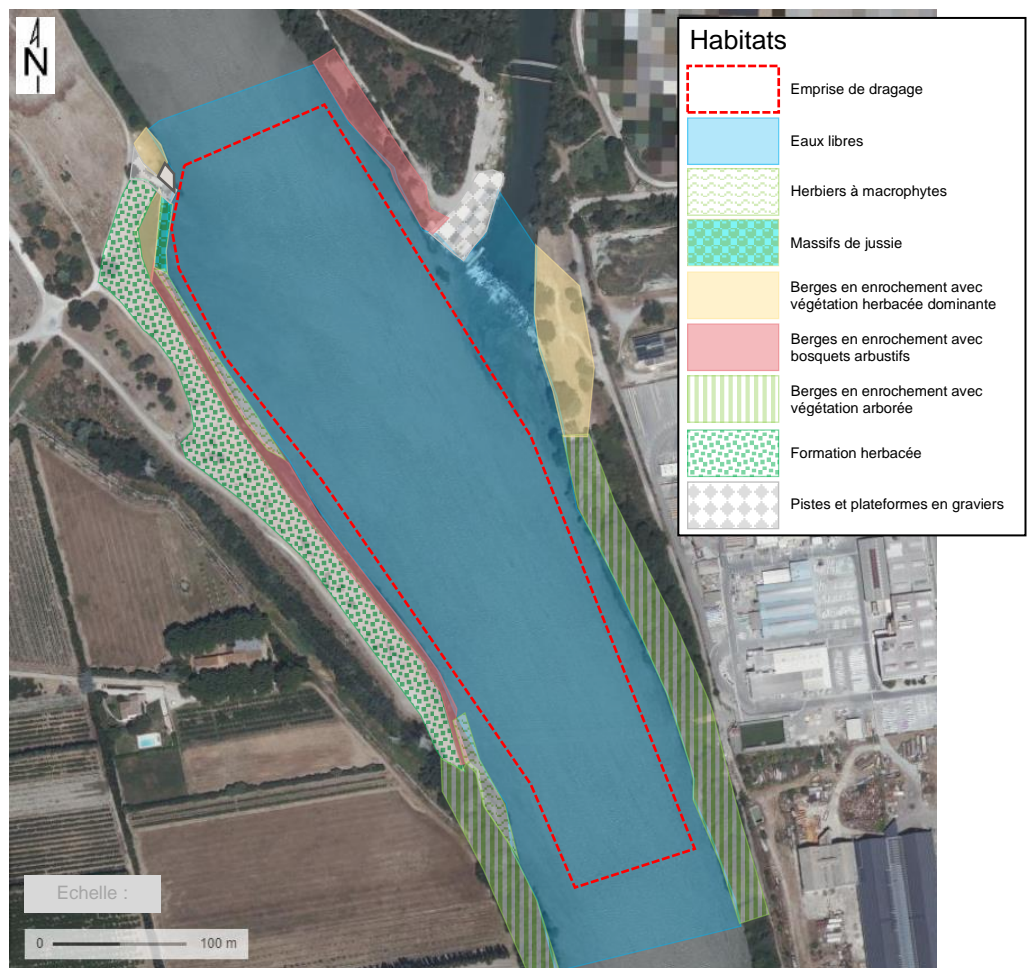 N
Habitats
Emprise de dragage
Eaux libres
Herbiers à macrophytes
Massifs de jussie
Berges en enrochement avec
végétation herbacée dominante
Berges en enrochement avec
bosquets arbustifs
Berges en enrochement avec
végétation arborée
Formation herbacée
Pistes et plateformes en graviers
Echelle :
0 100 m